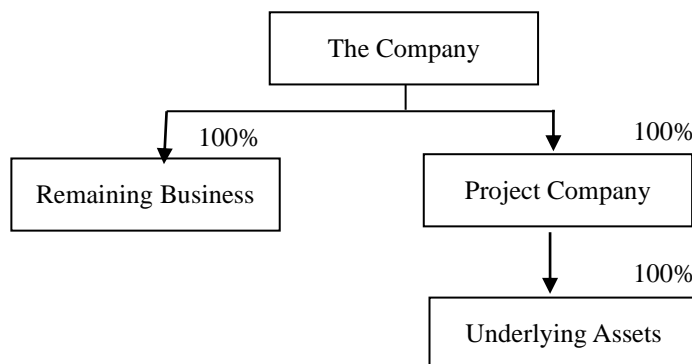 The Company
100%
100%
Remaining Business
Project Company
100%
Underlying Assets